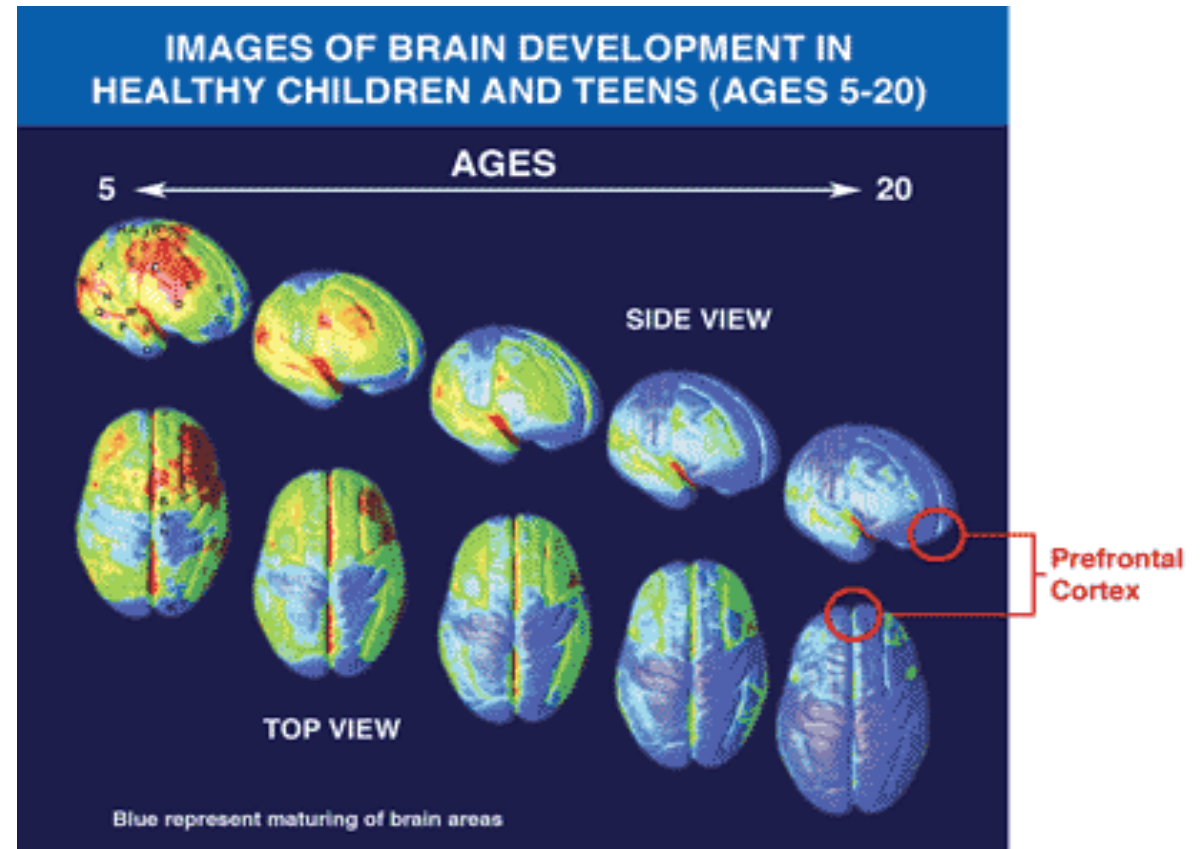 IMAGES OF BRAIN DEVELOPMENT IN
HEALTHY CHILDREN AND TEENS (AGES 5-20)
AGES
5
20
SIDE VIEW
Prefrontal
Cortex
TOP VIEW
Blue represent maturing of brain areas